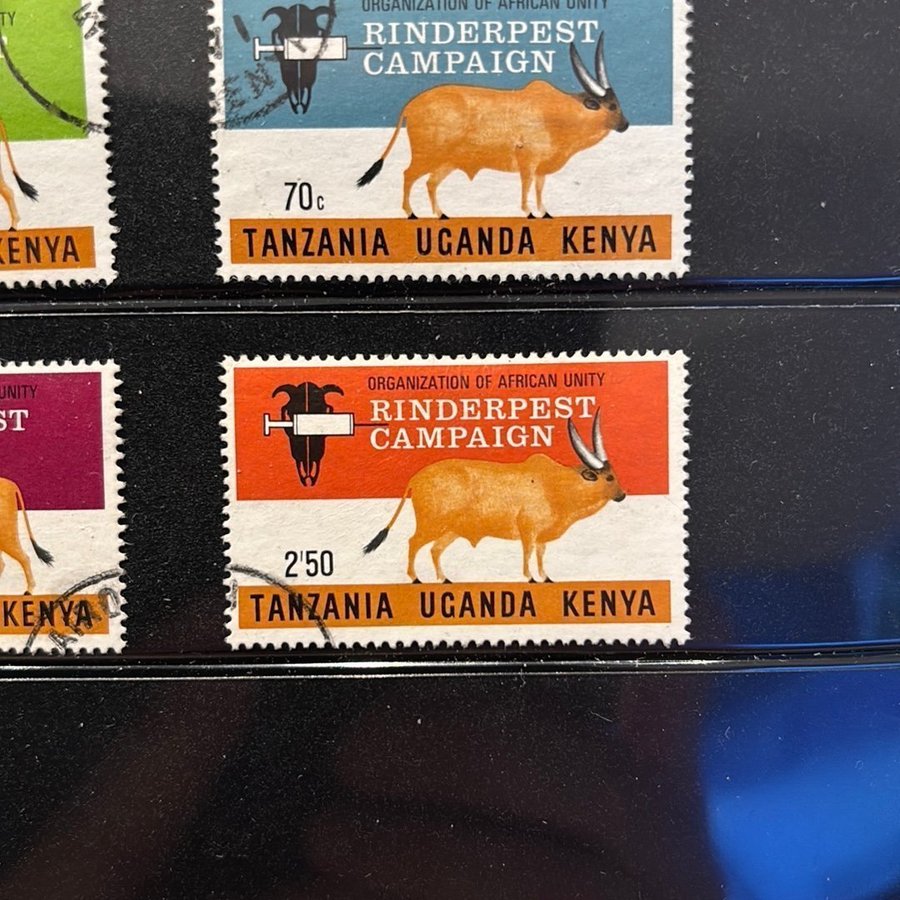 ITY
ORGANIZATION OF AFRICAN UNITY
RINDERPEST
CAMPAIGN
70c
KENYA
TANZANIA UGANDA KENYA
UNITY
ST
ORGANIZATION OF AFRICAN UNITY
RINDERPEST
CAMPAIGN
2'50
KENYA
TANZANIA UGANDA KENYA